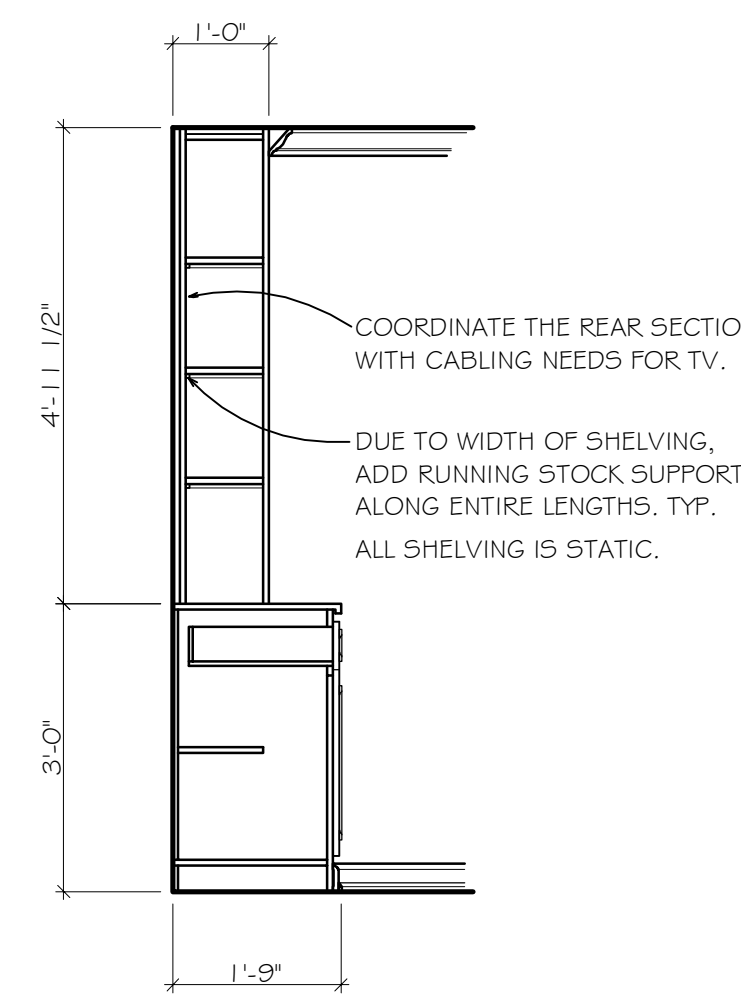 1'-0"
4'-11 1/2"
COORDINATE THE REAR SECTIO
WITH CABLING NEEDS FOR TV.
DUE TO WIDTH OF SHELVING,
ADD RUNNING STOCK SUPPORT
ALONG ENTIRE LENGTHS. TYP.
ALL SHELVING IS STATIC.
3'-0"
1'-9"